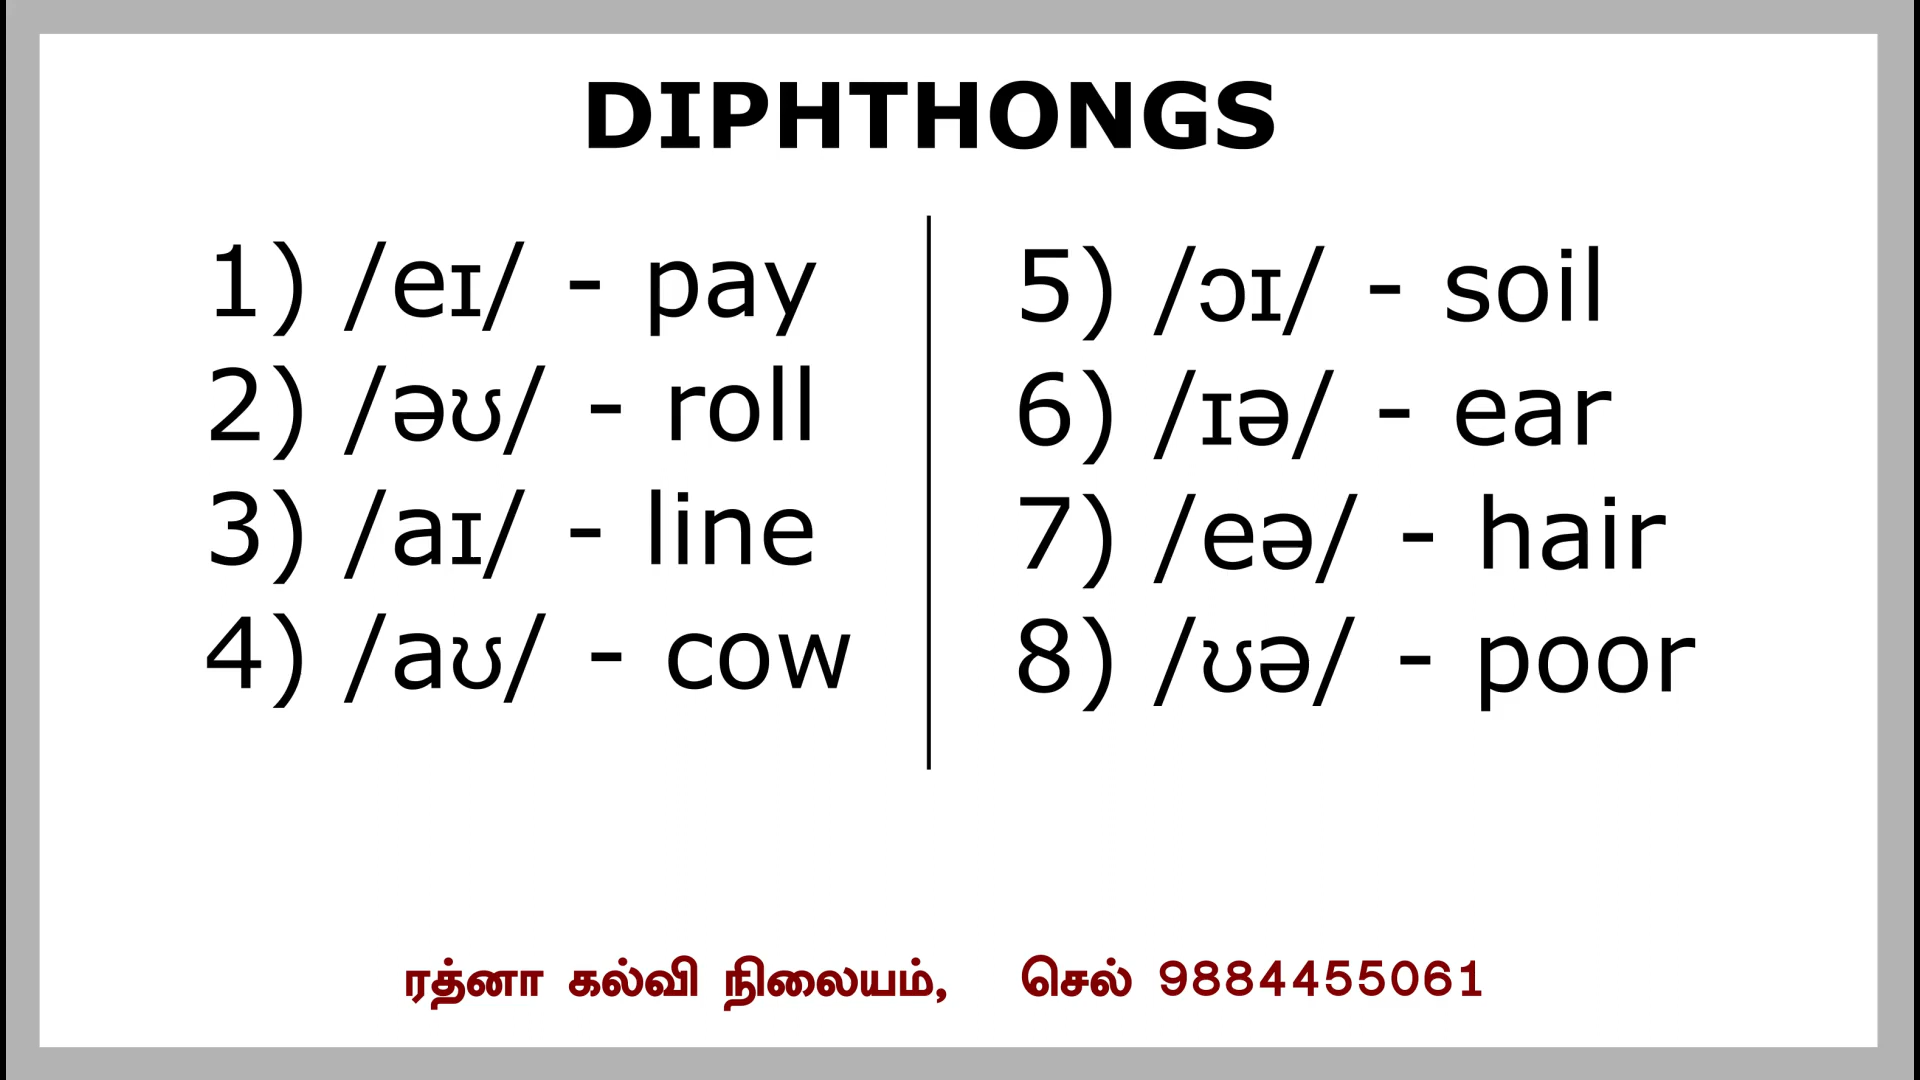 DIPHTHONGS
1) /eɪ/ - pay
2) /əʊ/ - roll
3) /aɪ/ - line
4) /aʊ/ - cow
5) /ɔɪ/ - soil
6) /ɪə/ - ear
7) /eə/ - hair
8) /ʊə/ - poor
ரத்னா கல்வி நிலையம், செல் 9884455061